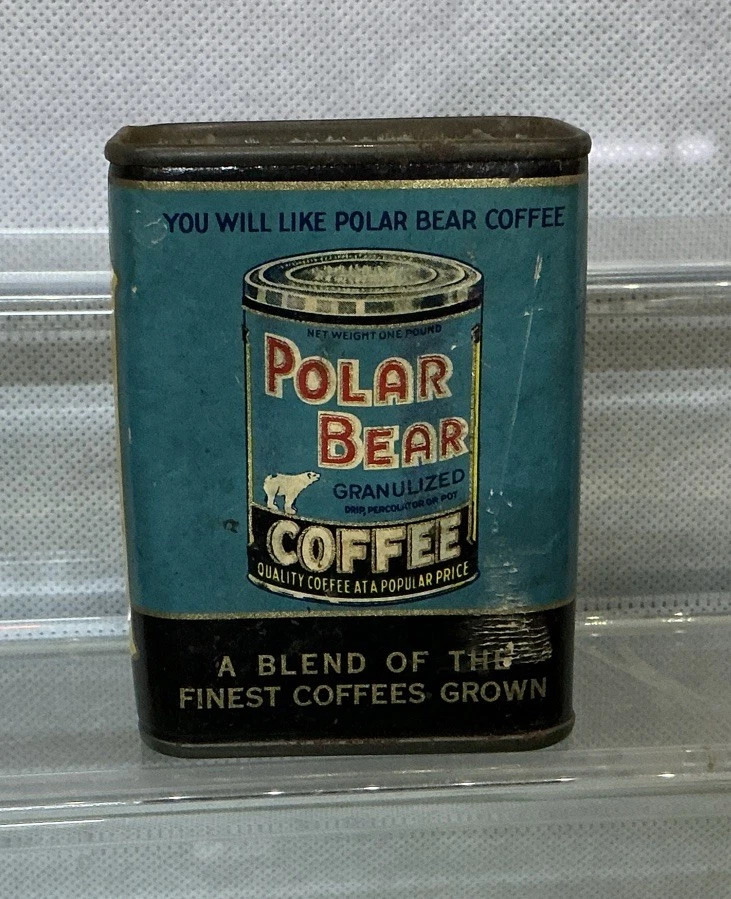 YOU WILL LIKE POLAR BEAR COFFEE
NET WEIGHT ONE POUND
POLAR
BEAR
GRANULIZED
DRIP, PERCOLATOR OR POT
COFFEE
QUALITY COFFEE AT A POPULAR PRICE
A BLEND OF THE
FINEST COFFEES GROWN